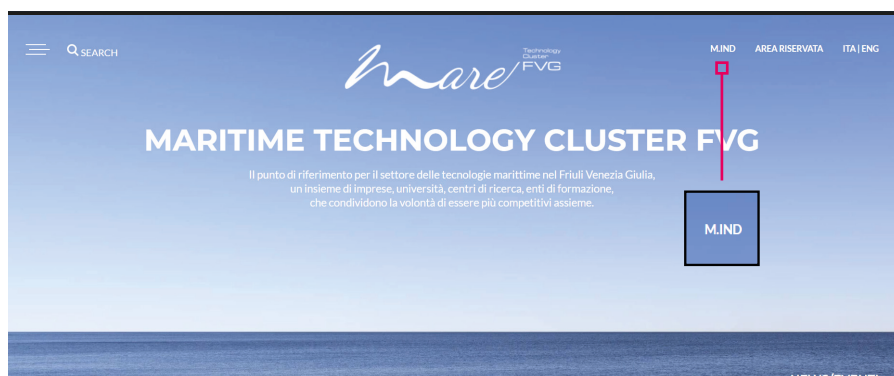 SEARCH
mare Technology Cluster FVG
M.IND AREA RISERVATA ITA | ENG
MARITIME TECHNOLOGY CLUSTER FVG
Il punto di riferimento per il settore delle tecnologie marittime nel Friuli Venezia Giulia,
un insieme di imprese, università, centri di ricerca, enti di formazione,
che condividono la volontà di essere più competitivi assieme.
M.IND